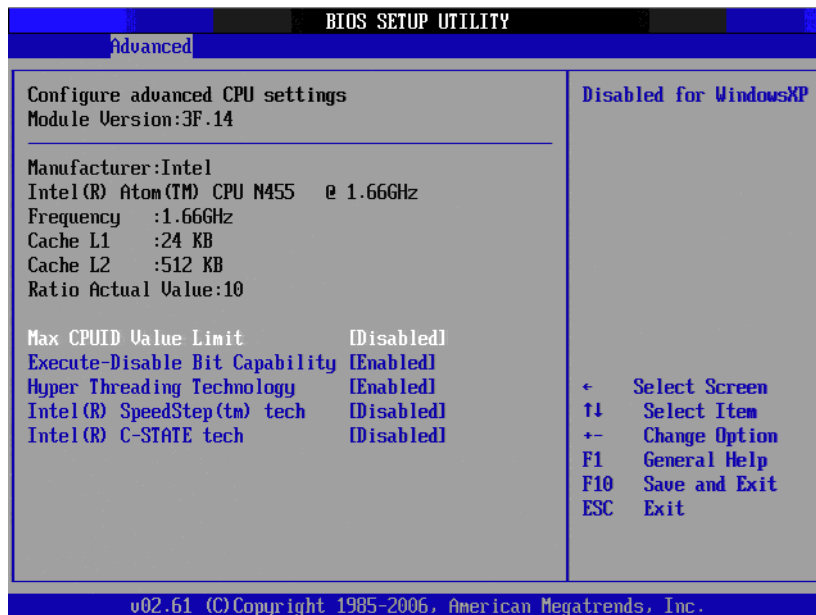 BIOS SETUP UTILITY
Advanced
Configure advanced CPU settings
Module Version:3F.14
Manufacturer:Intel
Intel(R) Atom(TM) CPU N455 @ 1.66GHz
Frequency :1.66GHz
Cache L1 :24 KB
Cache L2 :512 KB
Ratio Actual Value:10
Max CPUID Value Limit [Disabled]
Execute-Disable Bit Capability [Enabled]
Hyper Threading Technology [Enabled]
Intel(R) SpeedStep(tm) tech [Disabled]
Intel(R) C-STATE tech [Disabled]
Disabled for WindowsXP
← Select Screen
↑↓ Select Item
+- Change Option
F1 General Help
F10 Save and Exit
ESC Exit
v02.61 (C)Copyright 1985-2006, American Megatrends, Inc.